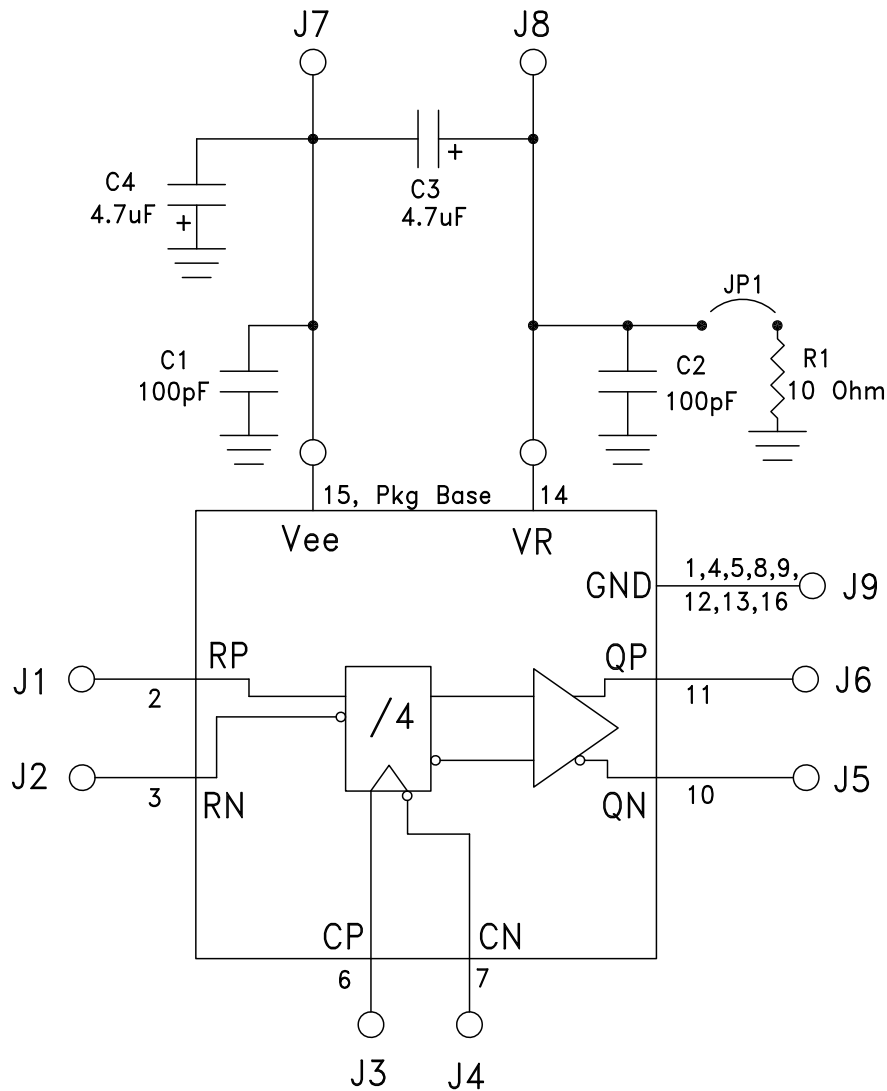 J7
J8
C4
4.7uF
+
+
C3
4.7uF
JP1
C1
100pF
C2
100pF
R1
10 Ohm
15, Pkg Base
14
Vee
VR
GND
1,4,5,8,9,
12,13,16
J9
J1
2
RP
QP
11
J6
/4
J2
3
RN
QN
10
J5
CP
CN
6
7
J3
J4